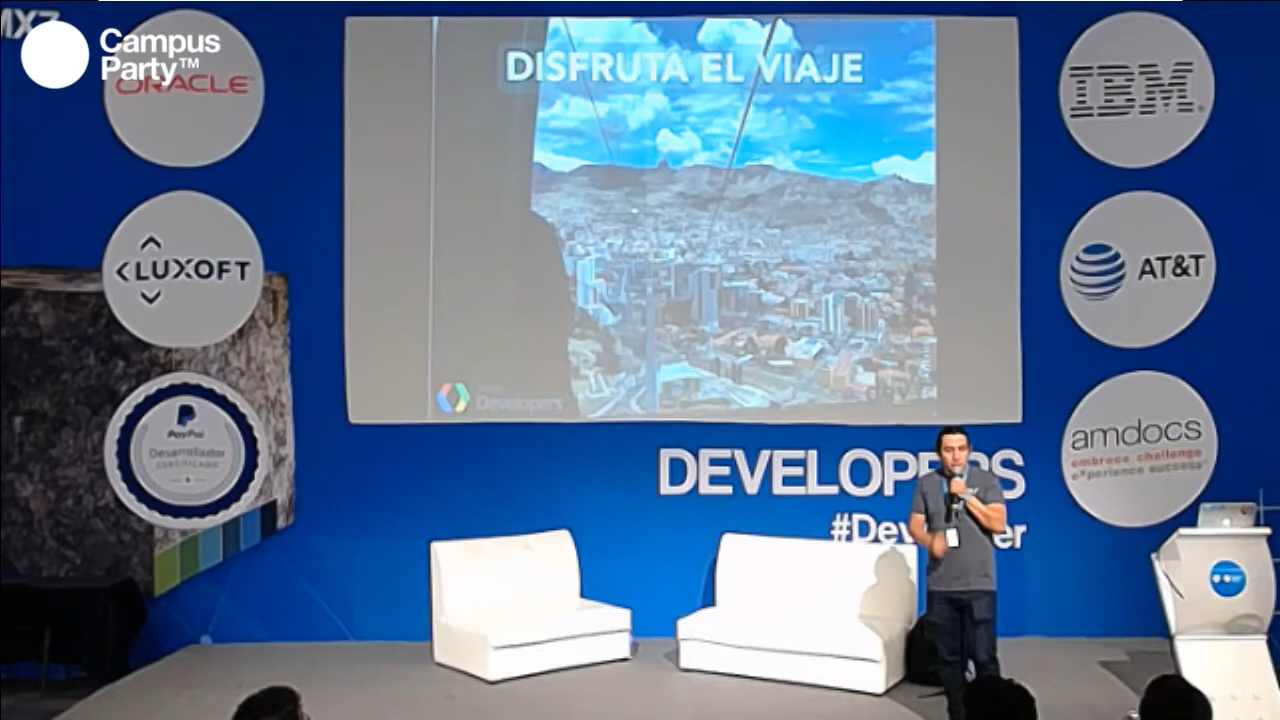 Campus
Party™
ORACLE
DISFRUTA EL VIAJE
IBM
LUXOFT
AT&T
PayPal
Desarrollador
CERTIFICADO
Developers
amdocs
embrace challenge
experience success
DEVELOPERS